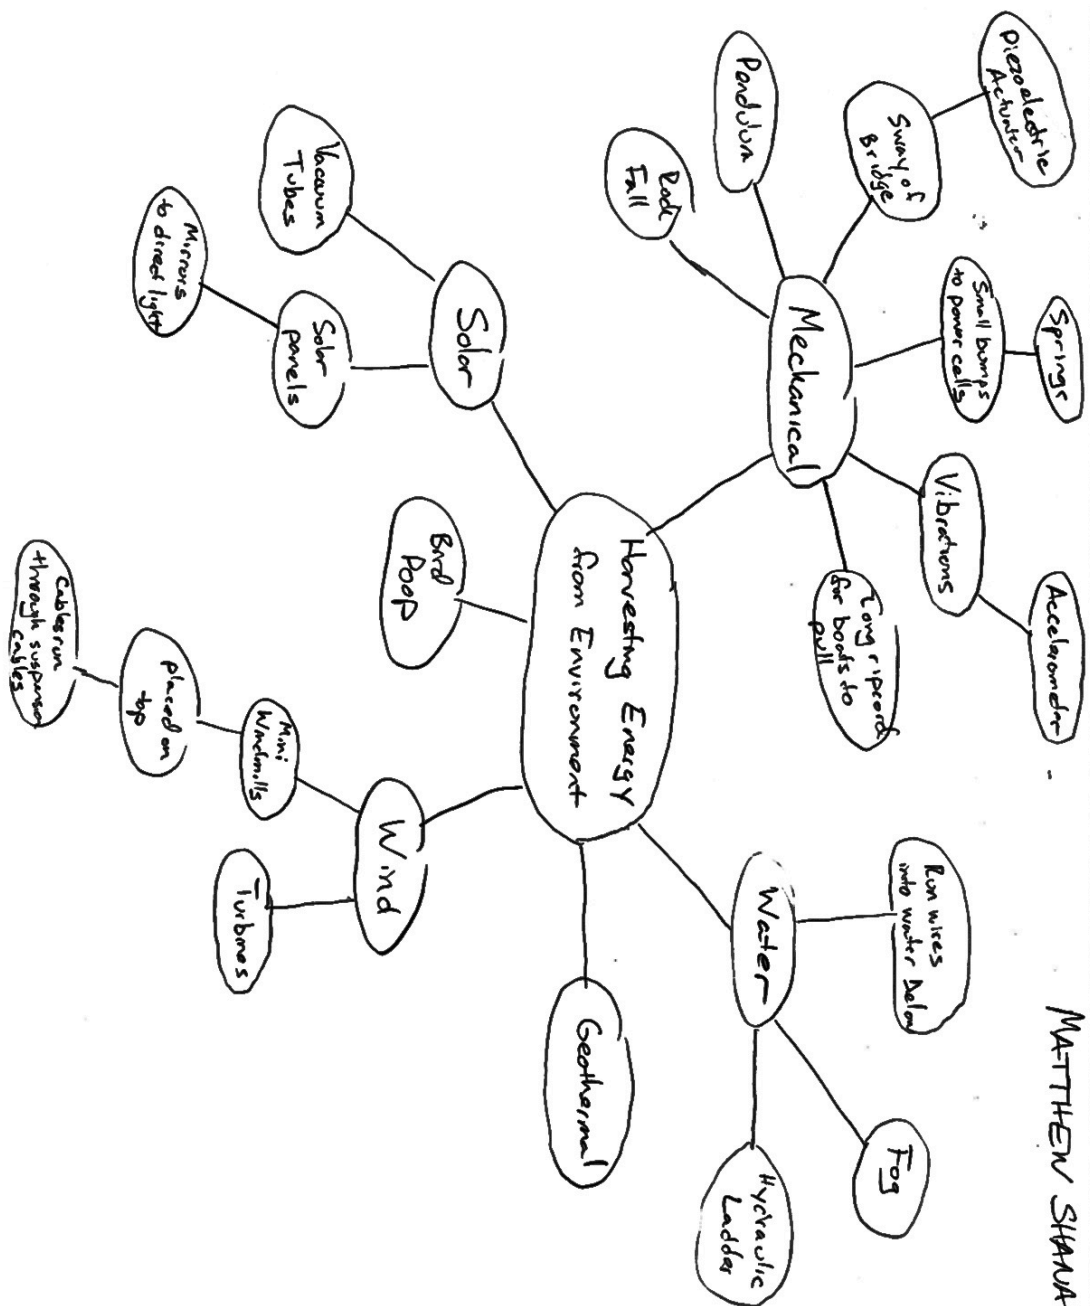 MATTHEW SHANA
Piezoelectric
Actuator
Springs
Accelerometer
Sway of
Bridge
Small bumps
to power cells
Vibrations
Run wires
into water below
Fog
Pendulum
Rock
Fall
Meckanical
Long ripcord
for boats to
pull
Water
Hydraulic
Ladder
Harvesting Energy
from Environment
Geothermal
Solar
Bird
Poop
Wind
Vacuum
Tubes
Solar
panels
Mini
Windmills
Turbines
Mirrors
to direct light
placed on
top
Cables run
through suspension
cables